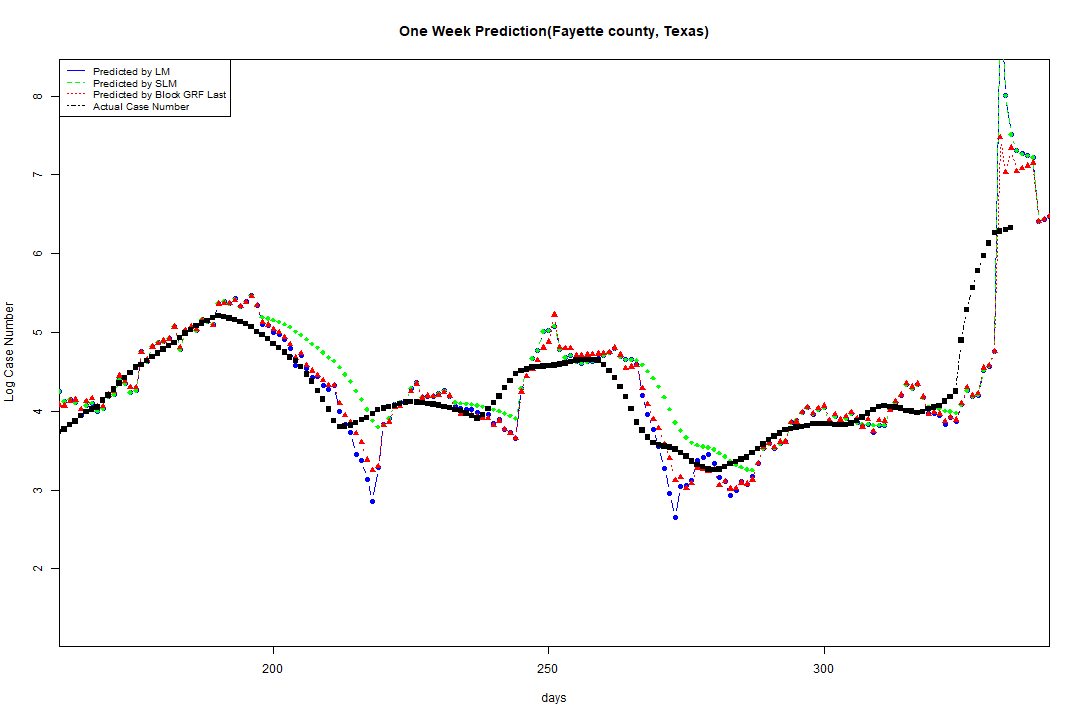 One Week Prediction(Fayette county, Texas)
Predicted by LM
Predicted by SLM
Predicted by Block GRF Last
Actual Case Number
8
7
6
5
4
3
2
Log Case Number
200
250
300
days